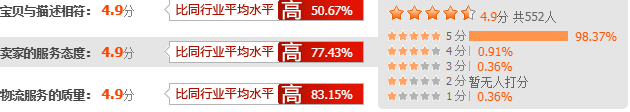 宝贝与描述相符: 4.9分 比同行业平均水平 高 50.67%
卖家的服务态度: 4.9分 比同行业平均水平 高 77.43%
物流服务的质量: 4.9分 比同行业平均水平 高 83.15%
4.9分 共552人
5分 98.37%
4分 0.91%
3分 0.36%
2分 暂无人打分
1分 0.36%